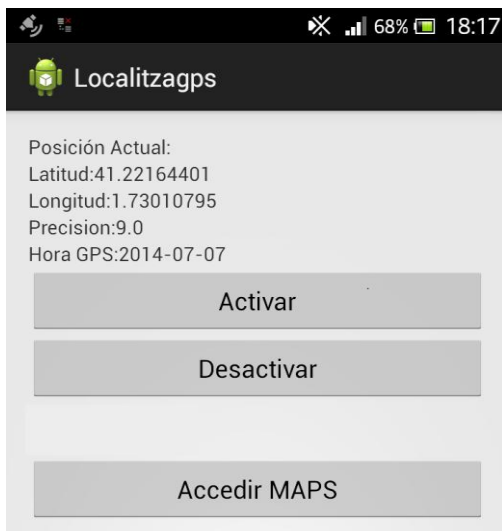 68% 18:17
Localitzagps
Posición Actual:
Latitud:41.22164401
Longitud:1.73010795
Precision:9.0
Hora GPS:2014-07-07
Activar
Desactivar
Accedir MAPS